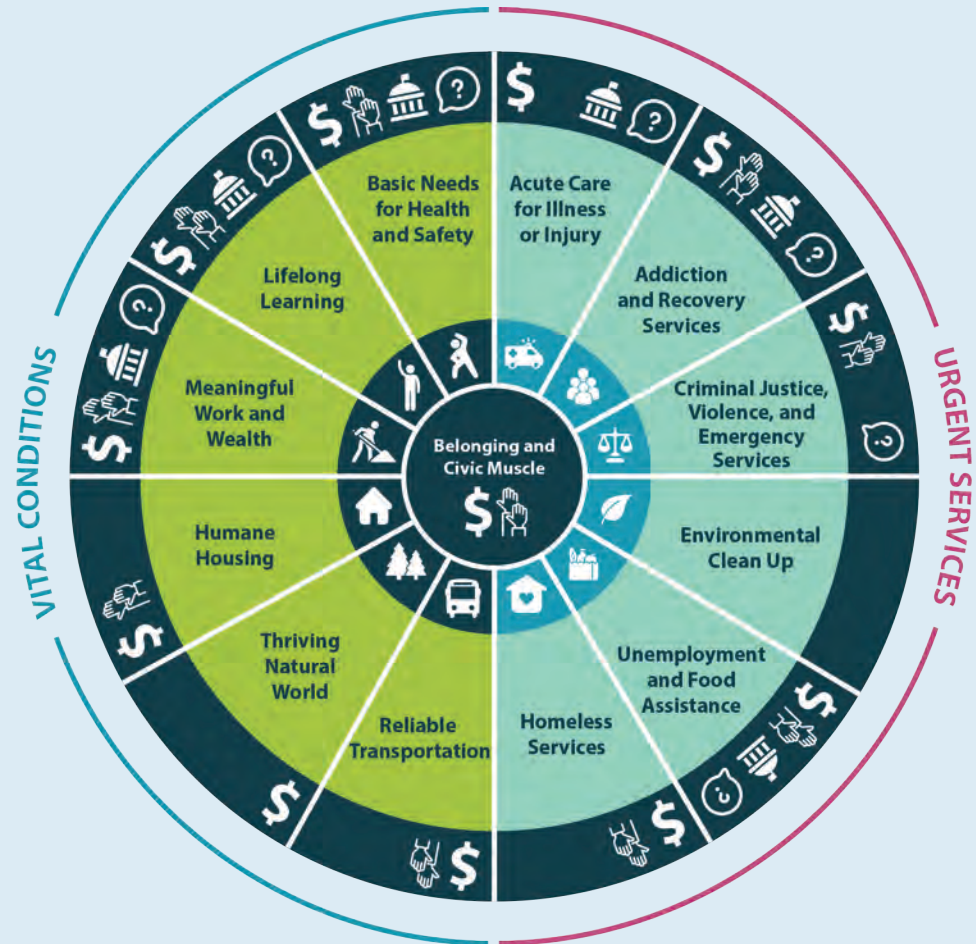 VITAL CONDITIONS
URGENT SERVICES
Basic Needs
for Health
and Safety
Acute Care
for Illness
or Injury
Lifelong
Learning
Addiction
and Recovery
Services
Meaningful
Work and
Wealth
Criminal Justice,
Violence, and
Emergency
Services
Belonging and
Civic Muscle
$
Humane
Housing
Environmental
Clean Up
Thriving
Natural
World
Unemployment
and Food
Assistance
Reliable
Transportation
Homeless
Services
$ ?
$ ?
$ ?
$ ?
$ ?
$ ?
$ ?
$
$
$
$
$